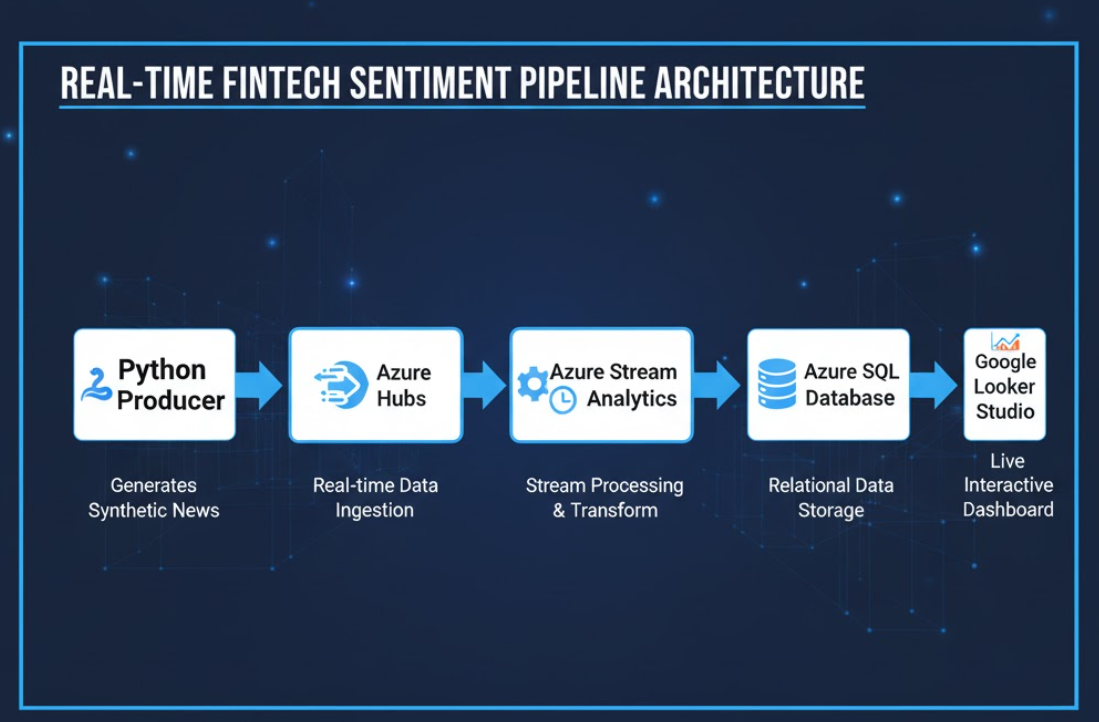 REAL-TIME FINTECH SENTIMENT PIPELINE ARCHITECTURE
Python
Producer
Generates
Synthetic News
Azure
Hubs
Real-time Data
Ingestion
Azure Stream
Analytics
Stream Processing
& Transform
Azure SQL
Database
Relational Data
Storage
Google
Looker
Studio
Live
Interactive
Dashboard